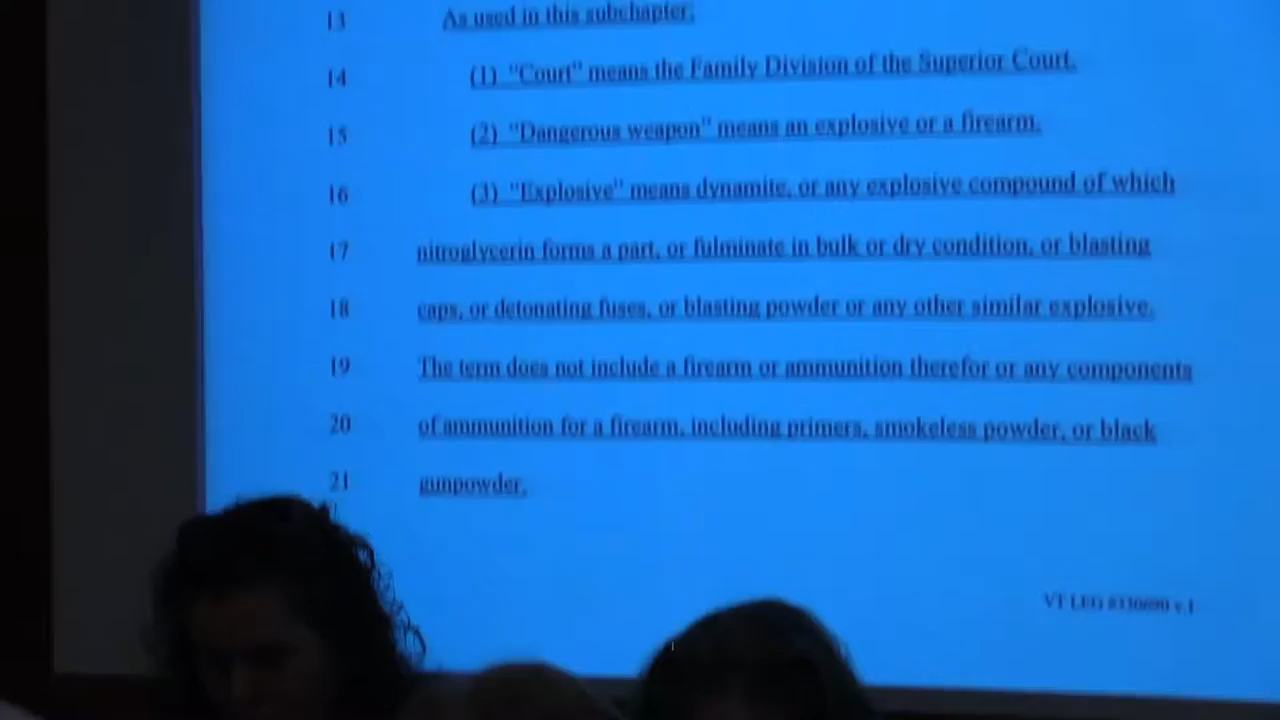 13 As used in this subchapter:
14 (1) "Court" means the Family Division of the Superior Court.
15 (2) "Dangerous weapon" means an explosive or a firearm.
16 (3) "Explosive" means dynamite, or any explosive compound of which
17 nitroglycerin forms a part, or fulminate in bulk or dry condition, or blasting
18 caps, or detonating fuses, or blasting powder or any other similar explosive.
19 The term does not include a firearm or ammunition therefor or any components
20 of ammunition for a firearm, including primers, smokeless powder, or black
21 gunpowder.
VT LEG v.1